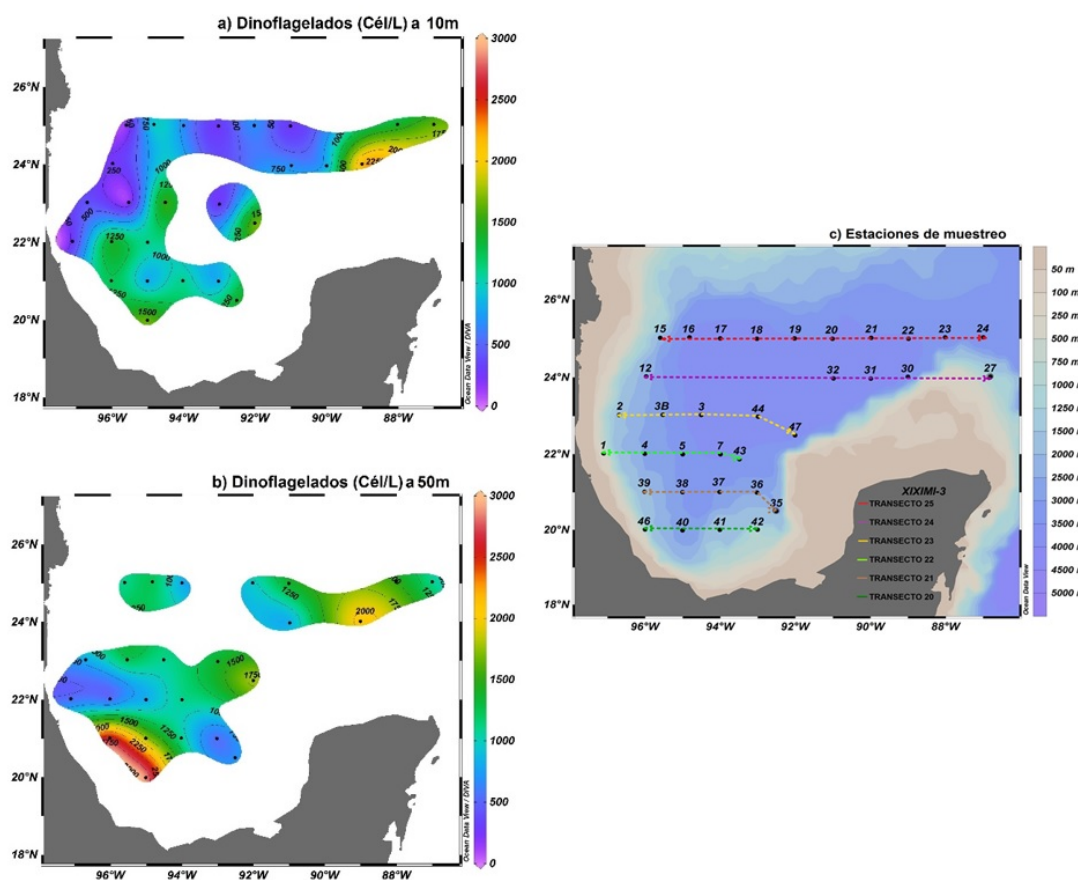 a) Dinoflagelados (Cél/L) a 10m
26°N
24°N
22°N
20°N
18°N
96°W
94°W
92°W
90°W
88°W
3000
2500
2000
1500
1000
500
0
250
500
1250
1000
750
1500
Ocean Data View / DIVA
b) Dinoflagelados (Cél/L) a 50m
26°N
24°N
22°N
20°N
18°N
96°W
94°W
92°W
90°W
88°W
3000
2500
2000
1500
1000
500
0
1250
2000
1500
1750
1500
1250
2250
Ocean Data View / DIVA
c) Estaciones de muestreo
26°N
24°N
22°N
20°N
18°N
96°W
94°W
92°W
90°W
88°W
15 16 17 18 19 20 21 22 23 24
12 32 31 30 27
2 3B 3 44 47
1 4 5 7 43
39 38 37 36 35
46 40 41 42
XIXIMI-3
TRANSECTO 25
TRANSECTO 24
TRANSECTO 23
TRANSECTO 22
TRANSECTO 21
TRANSECTO 20
50 m
100 m
250 m
500 m
750
1000
1500
2000
2500
3000
3500
4000
4500
5000
Ocean Data View